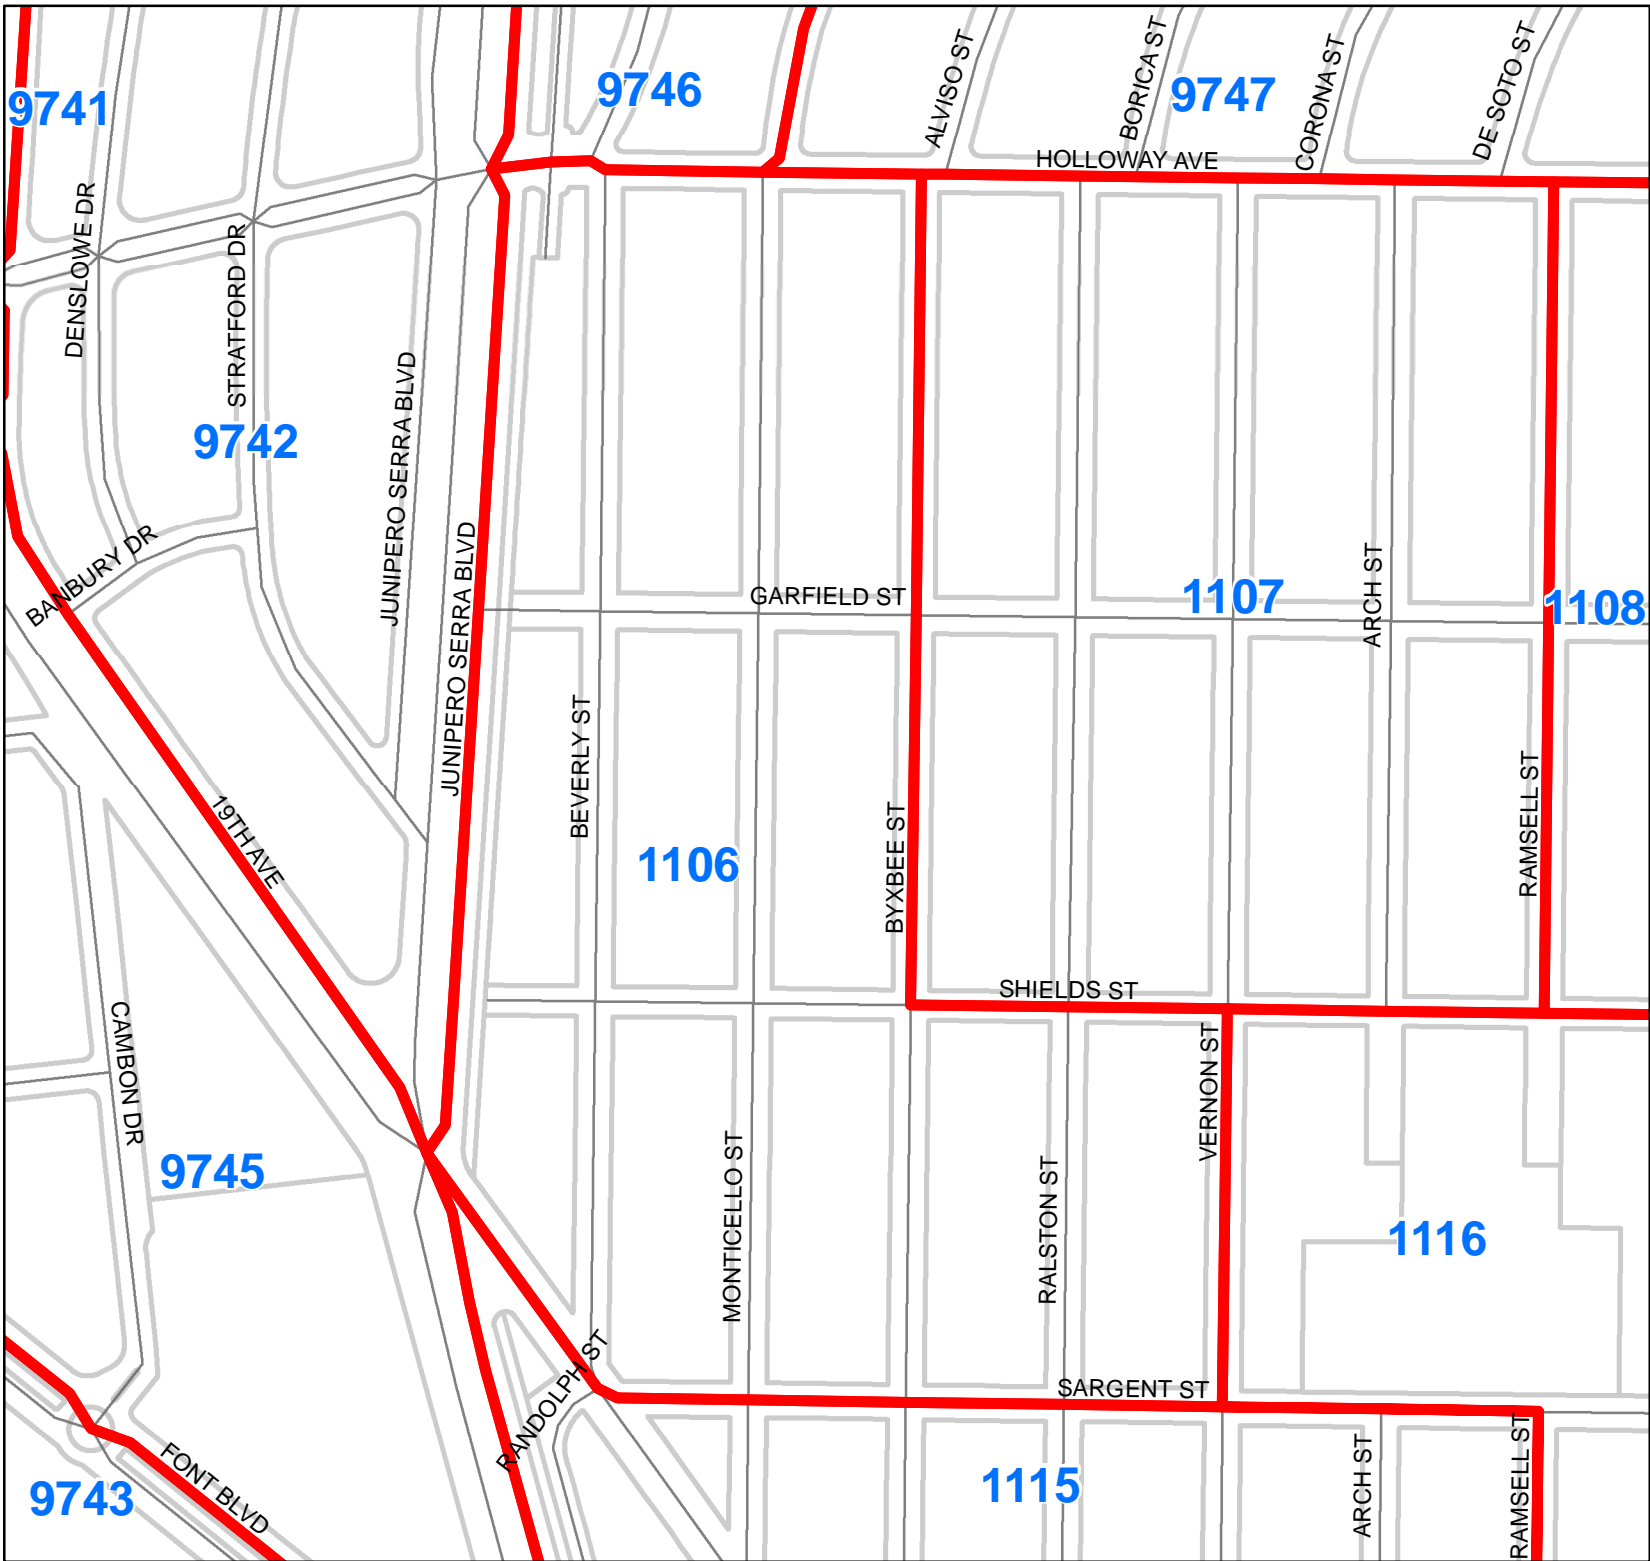 9741
9746
ALVISO ST
BORICA ST
9747
CORONA ST
DE SOTO ST
HOLLOWAY AVE
DENSLOWE DR
STRATFORD DR
9742
JUNIPERO SERRA BLVD
JUNIPERO SERRA BLVD
BANBURY DR
GARFIELD ST
1107
ARCH ST
1108
BEVERLY ST
19TH AVE
1106
BYXBEE ST
RAMSELL ST
SHIELDS ST
CAMBON DR
VERNON ST
9745
MONTICELLO ST
RALSTON ST
1116
RANDOLPH ST
SARGENT ST
FONT BLVD
9743
1115
ARCH ST
RAMSELL ST